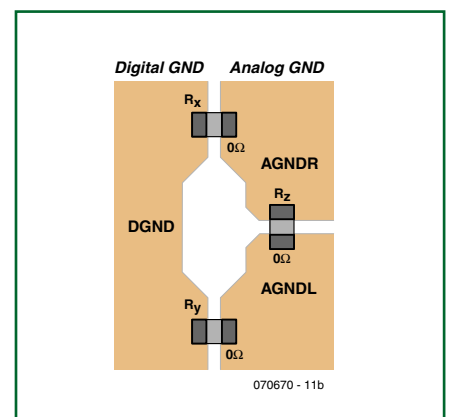 Digital GND Analog GND
Rx
0Ω
AGNDR
Rz
DGND
0Ω
AGNDL
Ry
0Ω
070670 - 11b